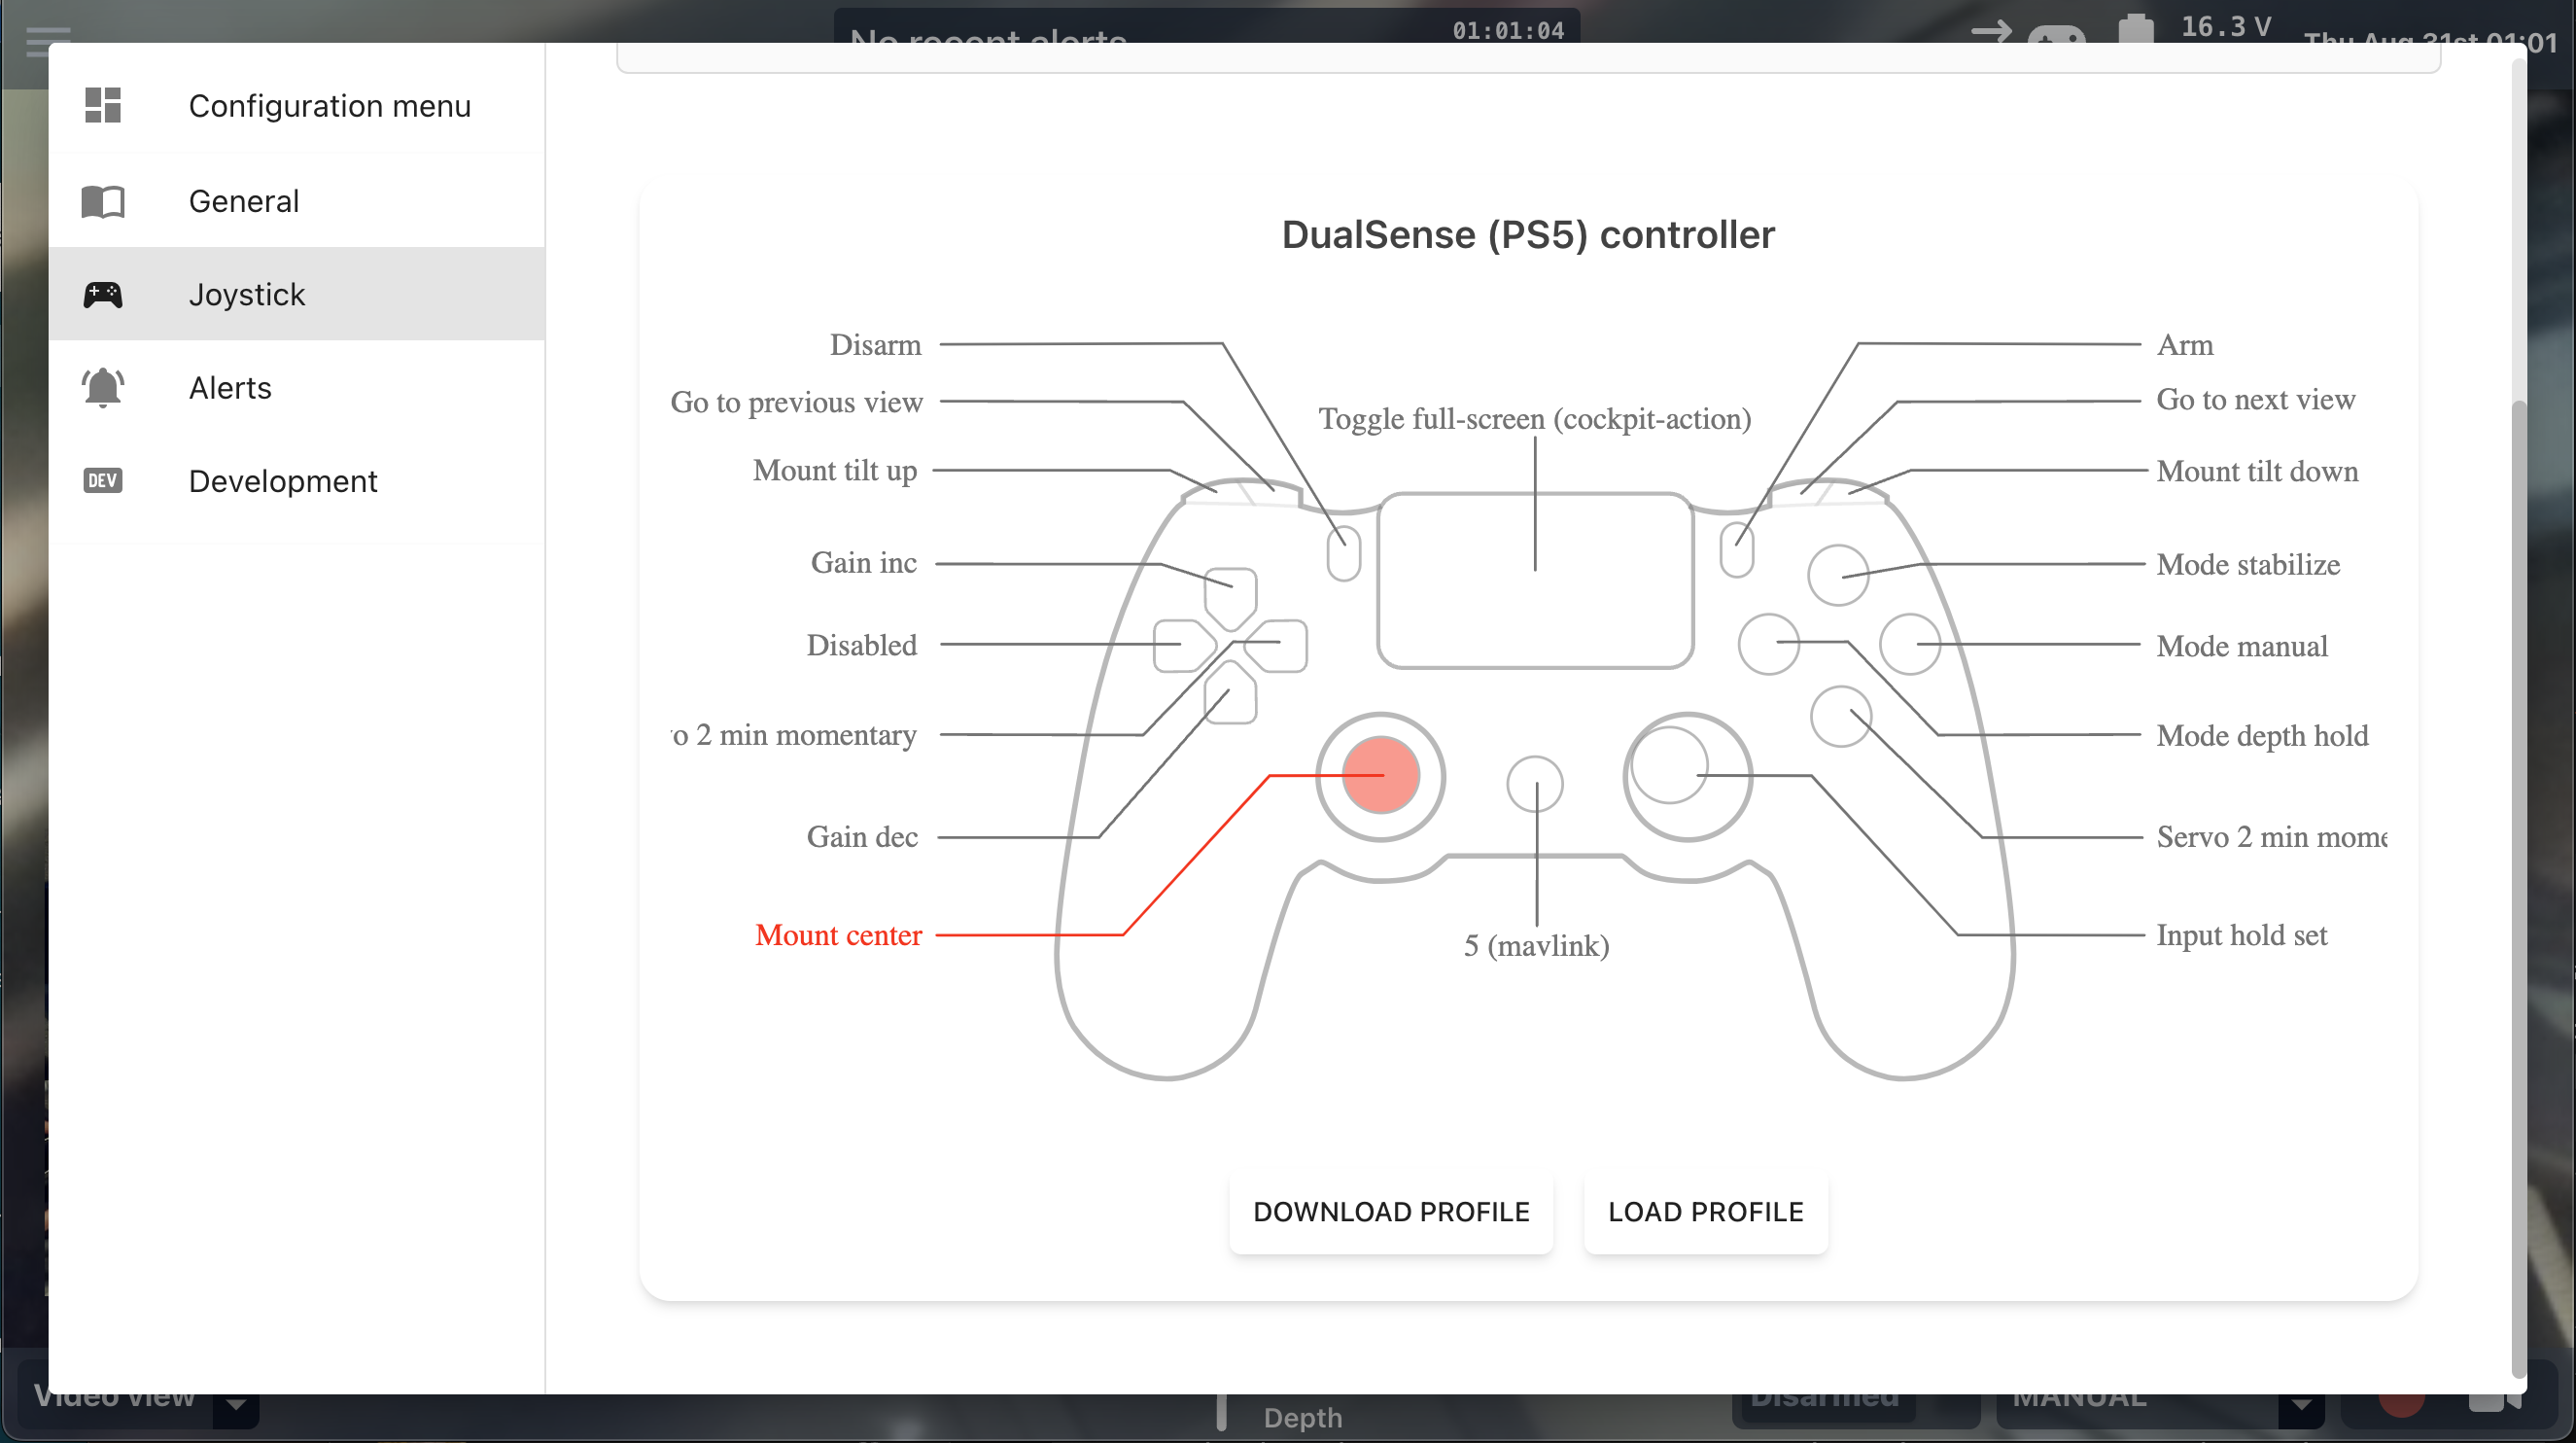 No recent alerts
01:01:04
16.3 V
Thu Aug 31st 01:01
Configuration menu
General
Joystick
Alerts
DEV
Development
DualSense (PS5) controller
Disarm
Go to previous view
Mount tilt up
Gain inc
Disabled
o 2 min momentary
Gain dec
Mount center
Toggle full-screen (cockpit-action)
5 (mavlink)
Arm
Go to next view
Mount tilt down
Mode stabilize
Mode manual
Mode depth hold
Servo 2 min mome
Input hold set
DOWNLOAD PROFILE
LOAD PROFILE
Video View
Depth
Disarmed
MANUAL